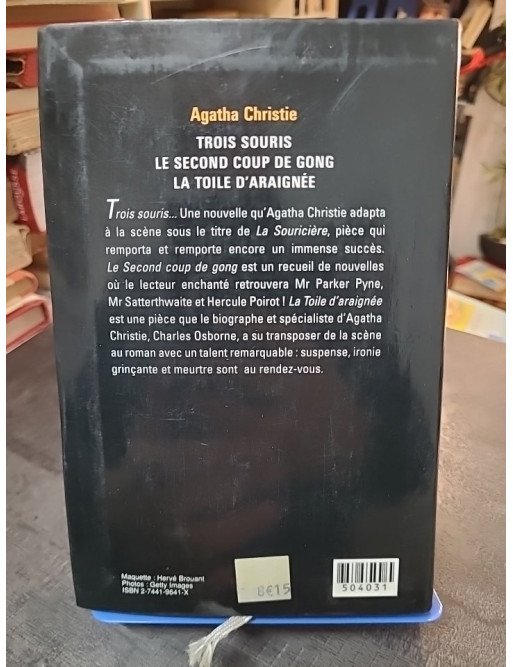 Agatha Christie
TROIS SOURIS
LE SECOND COUP DE GONG
LA TOILE D'ARAIGNÉE
Trois souris... Une nouvelle qu'Agatha Christie adapta
à la scène sous le titre de La Souricière, pièce qui
remporta et remporte encore un immense succès.
Le Second coup de gong est un recueil de nouvelles
où le lecteur enchanté retrouvera Mr Parker Pyne,
Mr Satterthwaite et Hercule Poirot ! La Toile d'araignée
est une pièce que le biographe et spécialiste d'Agatha
Christie, Charles Osborne, a su transposer de la scène
au roman avec un talent remarquable : suspense, ironie
grinçante et meurtre sont au rendez-vous.
Maquette : Hervé Brouant
Photos : Getty Images
ISBN 2-7441-9641-X
8€15
504031